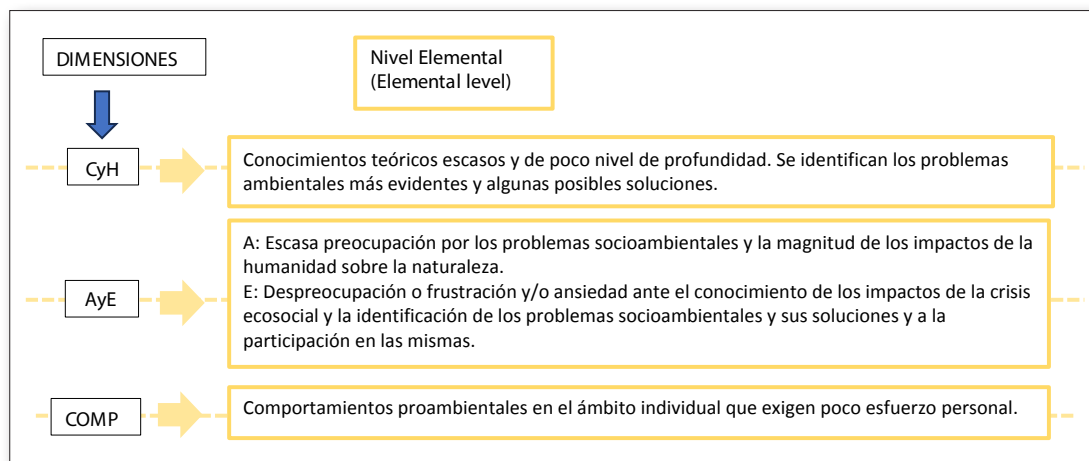 DIMENSIONES
Nivel Elemental
(Elemental level)
CyH
Conocimientos teóricos escasos y de poco nivel de profundidad. Se identifican los problemas
ambientales más evidentes y algunas posibles soluciones.
AyE
A: Escasa preocupación por los problemas socioambientales y la magnitud de los impactos de la
humanidad sobre la naturaleza.
E: Despreocupación o frustración y/o ansiedad ante el conocimiento de los impactos de la crisis
ecosocial y la identificación de los problemas socioambientales y sus soluciones y a la
participación en las mismas.
COMP
Comportamientos proambientales en el ámbito individual que exigen poco esfuerzo personal.